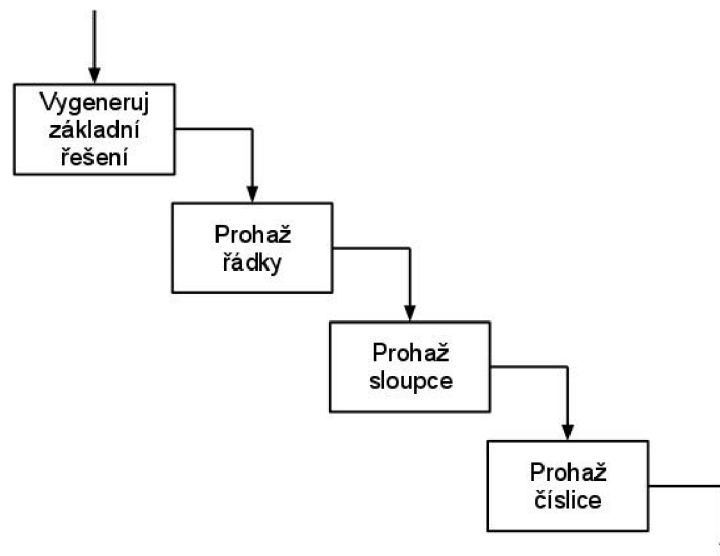 Vygeneruj
základní
řešení
Prohaž
řádky
Prohaž
sloupce
Prohaž
číslice